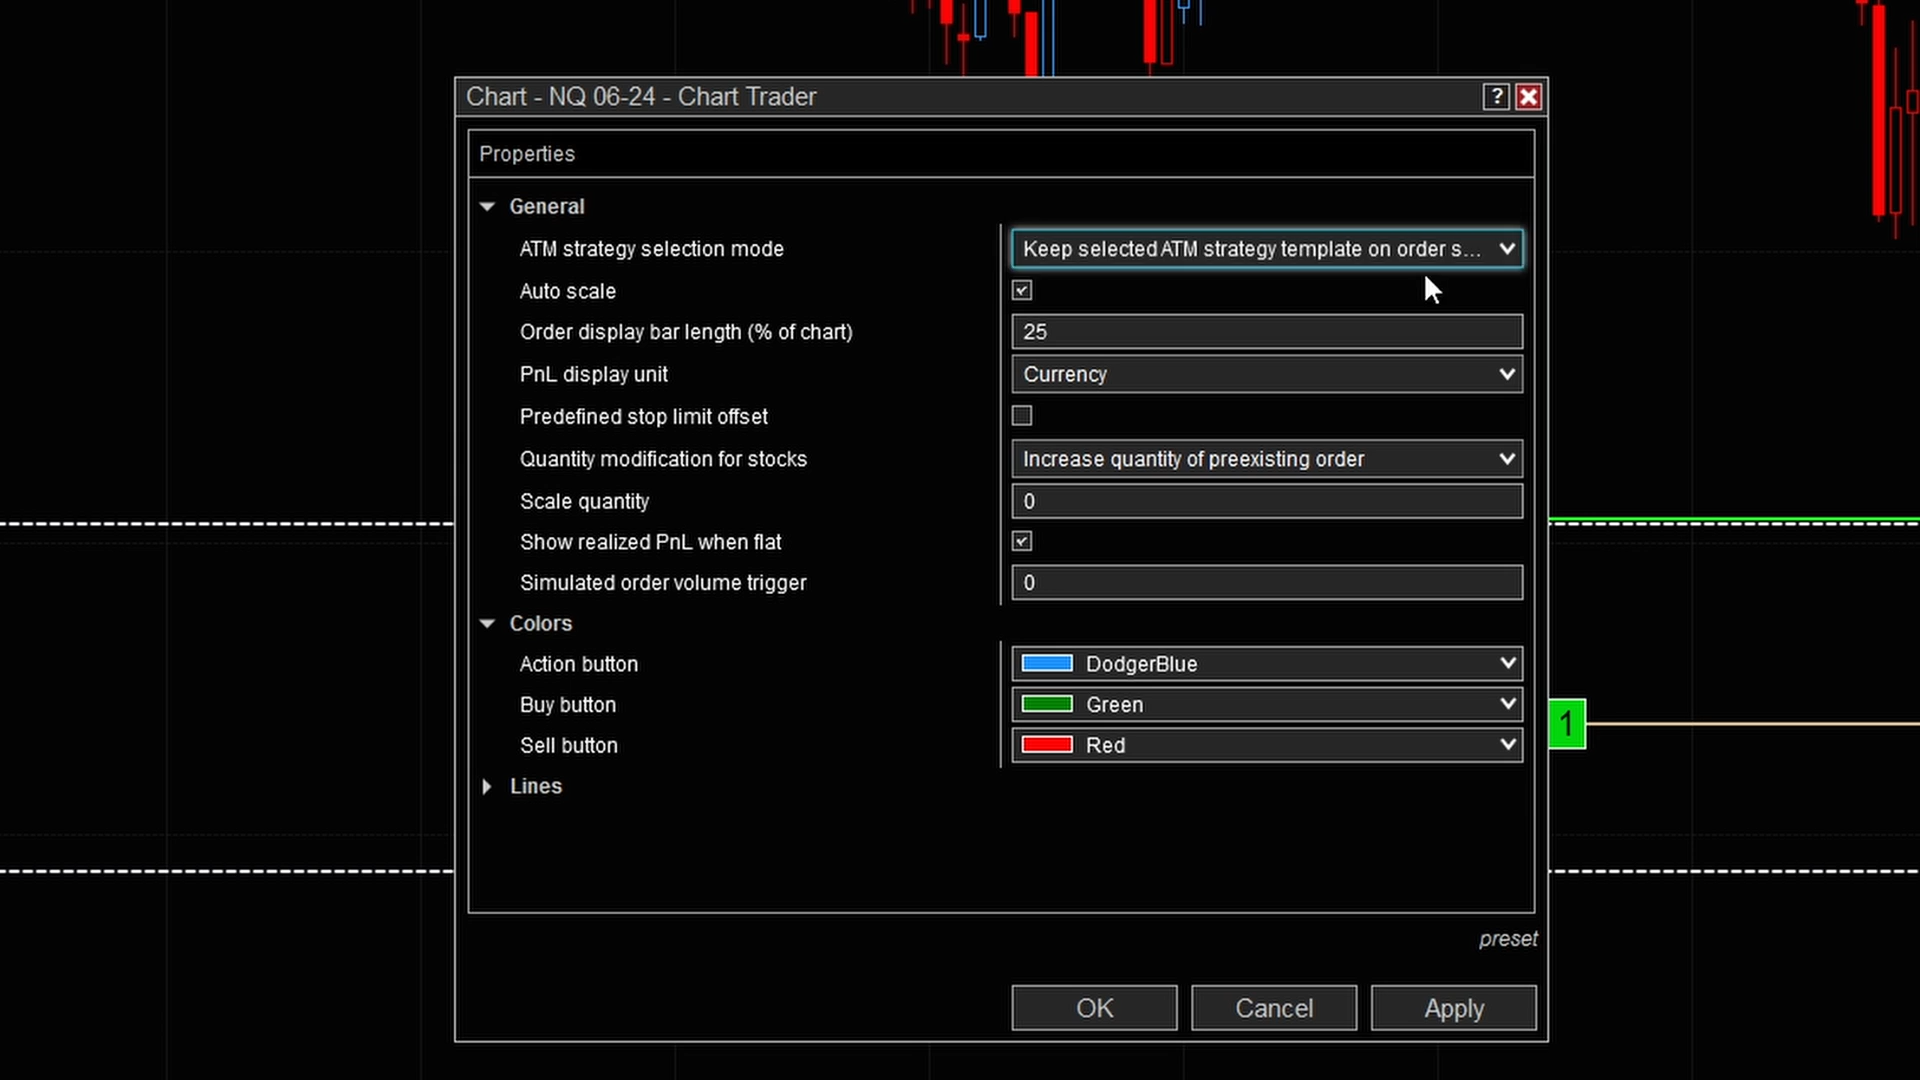 Chart - NQ 06-24 - Chart Trader
?
Properties
General
ATM strategy selection mode
Keep selected ATM strategy template on order s...
Auto scale
Order display bar length (% of chart)
25
PnL display unit
Currency
Predefined stop limit offset
Quantity modification for stocks
Increase quantity of preexisting order
Scale quantity
0
Show realized PnL when flat
Simulated order volume trigger
0
Colors
Action button
DodgerBlue
Buy button
Green
Sell button
Red
1
Lines
preset
OK
Cancel
Apply